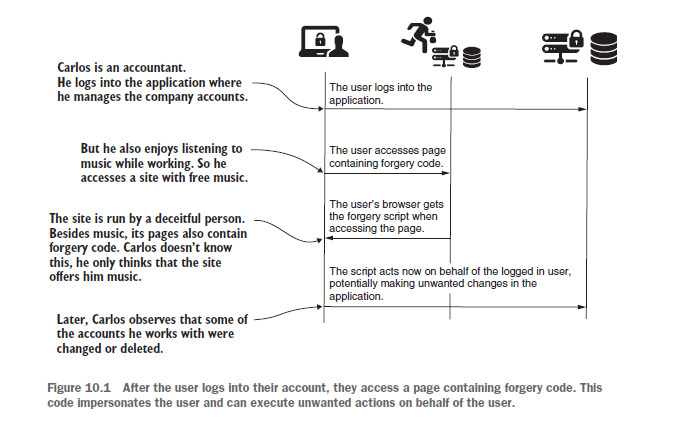 Carlos is an accountant.
He logs into the application where
he manages the company accounts.
The user logs into the
application.
But he also enjoys listening to
music while working. So he
accesses a site with free music.
The user accesses page
containing forgery code.
The site is run by a deceitful person.
Besides music, its pages also contain
forgery code. Carlos doesn't know
this, he only thinks that the site
offers him music.
The user's browser gets
the forgery script when
accessing the page.
The script acts now on behalf of the logged in user,
potentially making unwanted changes in the
application.
Later, Carlos observes that some of
the accounts he works with were
changed or deleted.
Figure 10.1 After the user logs into their account, they access a page containing forgery code. This
code impersonates the user and can execute unwanted actions on behalf of the user.